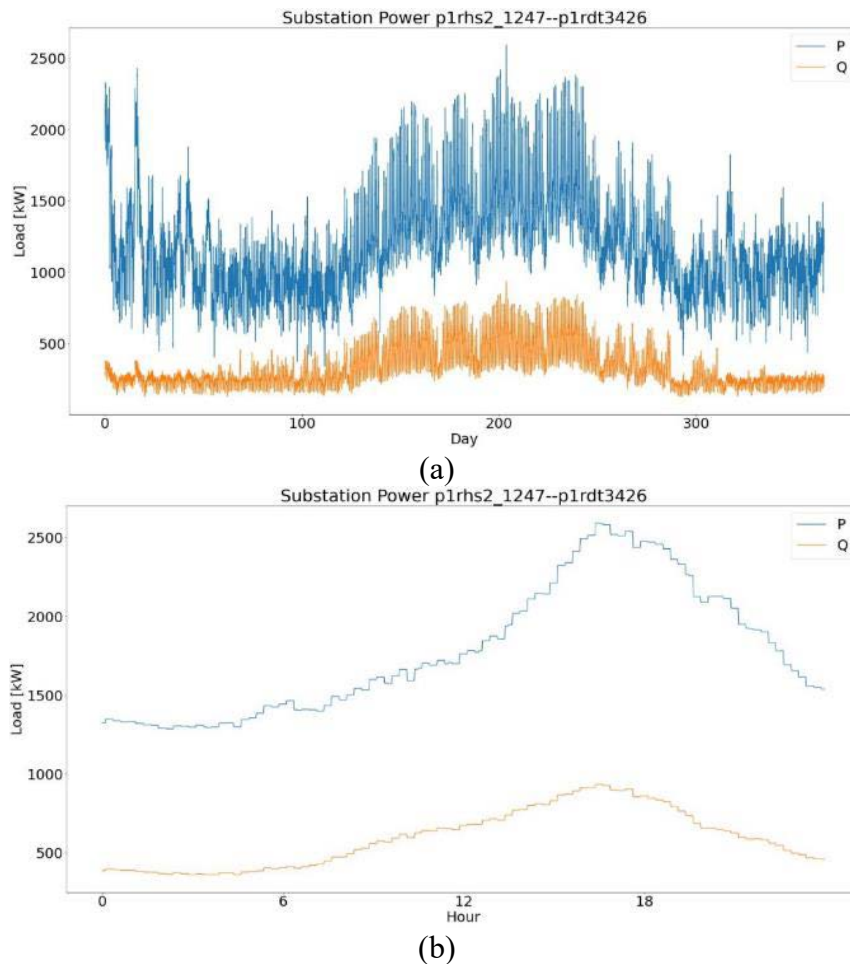 Substation Power p1rhs2_1247--p1rdt3426
P
Q
2500
2000
1500
1000
500
Load [kW]
0
100
200
300
Day
(a)
Substation Power p1rhs2_1247--p1rdt3426
P
Q
2500
2000
1500
1000
500
Load [kW]
0
6
12
18
Hour
(b)